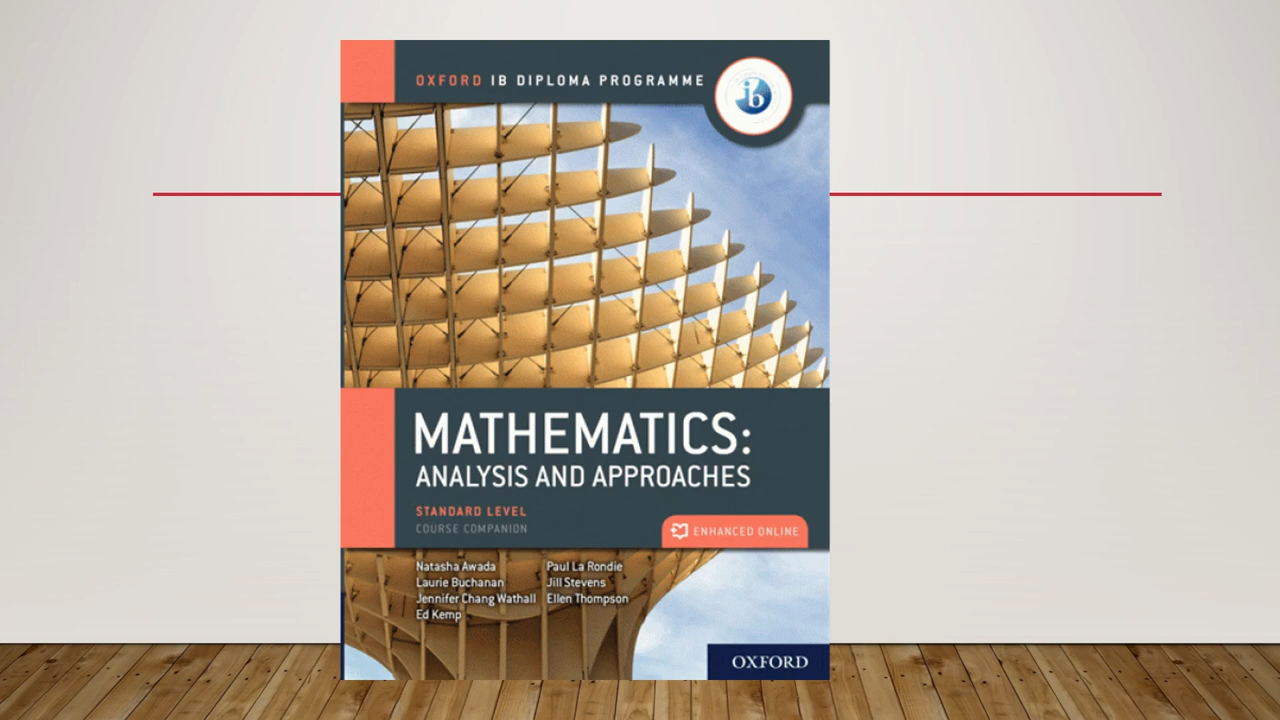 OXFORD IB DIPLOMA PROGRAMME
ib
MATHEMATICS:
ANALYSIS AND APPROACHES
STANDARD LEVEL
COURSE COMPANION
ENHANCED ONLINE
Natasha Awada
Laurie Buchanan
Jennifer Chang Wathall
Ed Kemp
Paul La Rondie
Jill Stevens
Ellen Thompson
OXFORD